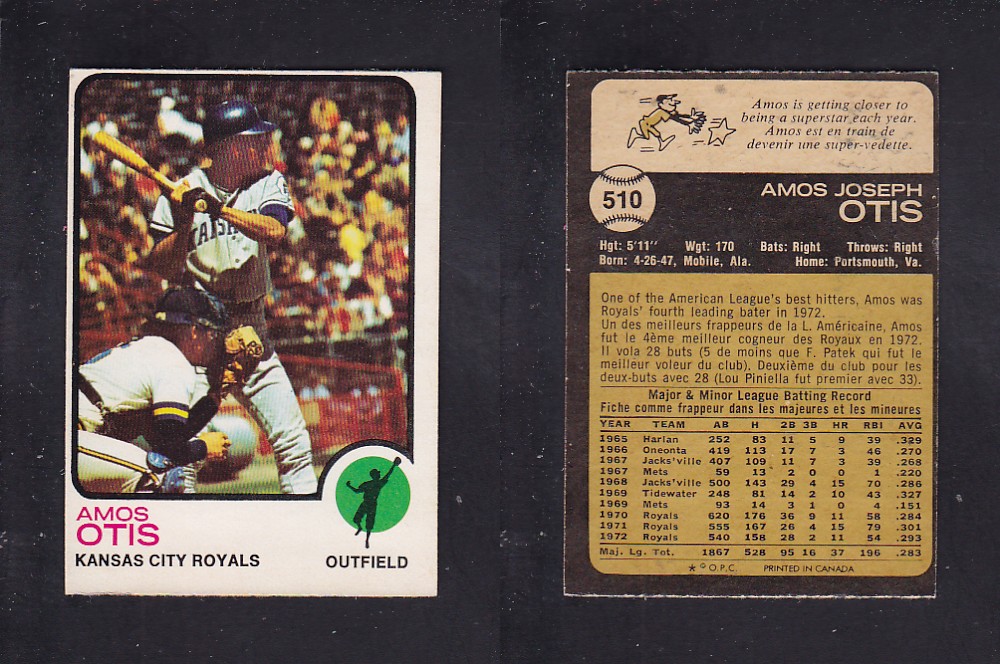 KANSAS
AMOS
OTIS
KANSAS CITY ROYALS
OUTFIELD
Amos is getting closer to
being a superstar each year.
Amos est en train de
devenir une super-vedette.
510
AMOS JOSEPH
OTIS
Hgt: 5'11" Wgt: 170 Bats: Right Throws: Right
Born: 4-26-47, Mobile, Ala. Home: Portsmouth, Va.
One of the American League's best hitters, Amos was
Royals' fourth leading bater in 1972.
Un des meilleurs frappeurs de la L. Américaine, Amos
fut le 4ème meilleur cogneur des Royaux en 1972.
Il vola 28 buts (5 de moins que F. Patek qui fut le
meilleur voleur du club). Deuxième du club pour les
deux-buts avec 28 (Lou Piniella fut premier avec 33).
Major & Minor League Batting Record
Fiche comme frappeur dans les majeures et les mineures
YEAR TEAM AB H 2B 3B HR RBI AVG
1965 Harlan 252 83 11 5 9 39 .329
1966 Oneonta 419 113 17 7 3 46 .270
1967 Jacks'ville 407 109 11 7 3 39 .268
1967 Mets 59 13 2 0 0 1 .220
1968 Jacks'ville 500 143 29 4 15 70 .286
1969 Tidewater 248 81 14 2 10 43 .327
1969 Mets 93 14 3 1 0 4 .151
1970 Royals 620 176 36 9 11 58 .284
1971 Royals 555 167 26 4 15 79 .301
1972 Royals 540 158 28 2 11 54 .293
Maj. Lg. Tot. 1867 528 95 16 37 196 .283
* © O.P.C. PRINTED IN CANADA